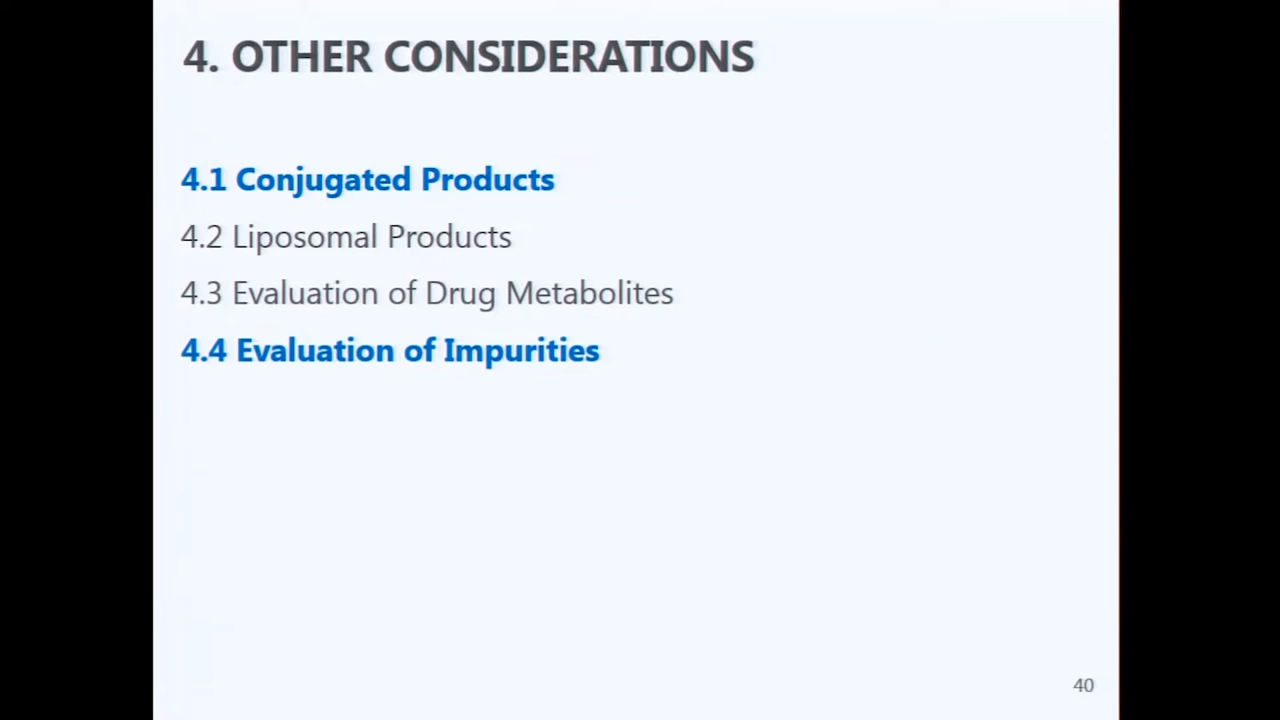 4. OTHER CONSIDERATIONS
4.1 Conjugated Products
4.2 Liposomal Products
4.3 Evaluation of Drug Metabolites
4.4 Evaluation of Impurities
40